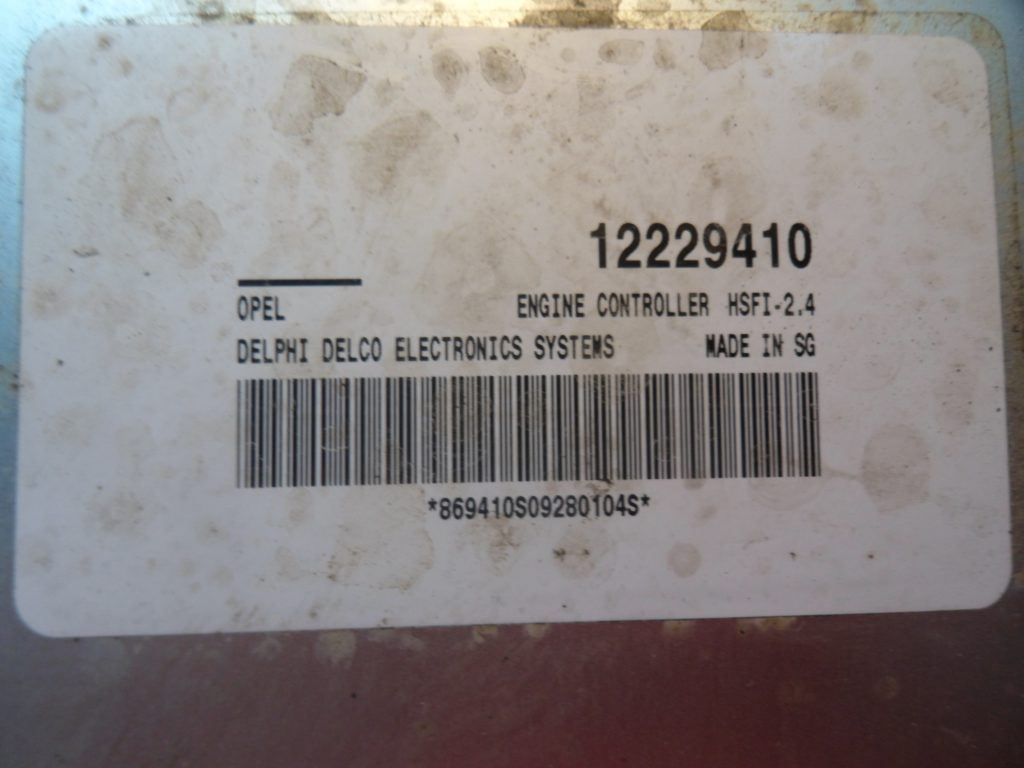 12229410
OPEL ENGINE CONTROLLER HSFI-2.4
DELPHI DELCO ELECTRONICS SYSTEMS MADE IN SG
*869410S09280104S*